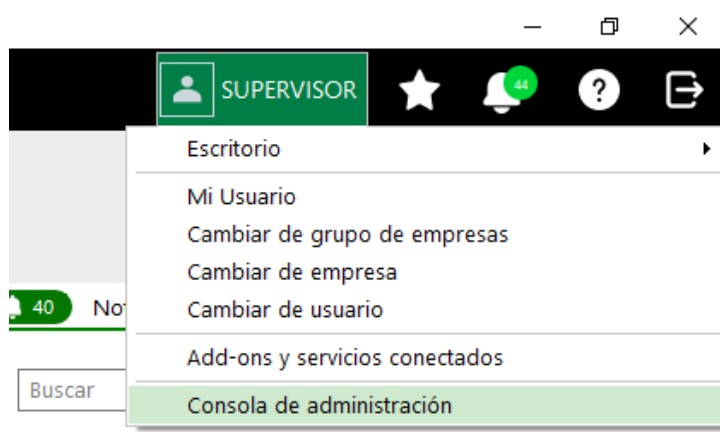 SUPERVISOR
44
?
Escritorio
Mi Usuario
Cambiar de grupo de empresas
Cambiar de empresa
Cambiar de usuario
40 No
Add-ons y servicios conectados
Buscar
Consola de administración